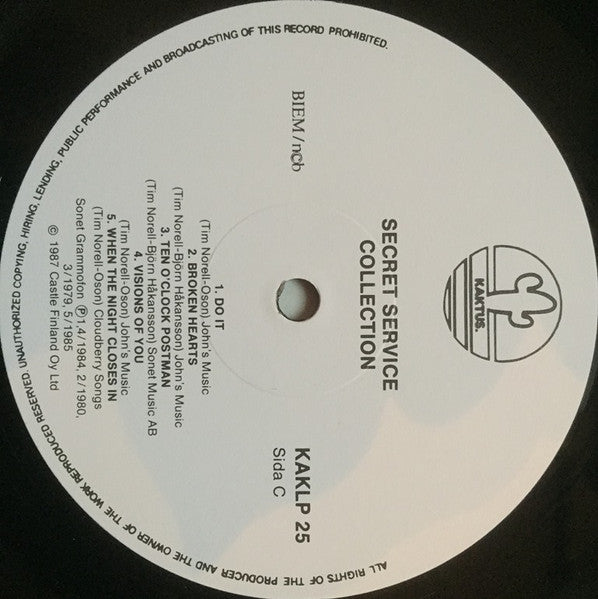 KAKTUS.
SECRET SERVICE
COLLECTION
BIEM/ncb
KAKLP 25
Sida C
1. DO IT
(Tim Norell-Oson) John's Music
2. BROKEN HEARTS
(Tim Norell-Björn Håkansson) John's Music
3. TEN O'CLOCK POSTMAN
(Tim Norell-Björn Håkansson) Sonet Music AB
4. VISIONS OF YOU
(Tim Norell-Oson) John's Music
5. WHEN THE NIGHT CLOSES IN
(Tim Norell-Oson) Cloudberry Songs
Sonet Grammofon ℗ 1,4/1984, 2/1980,
3/1979, 5/1985
© 1987 Castle Finland Oy Ltd
ALL RIGHTS OF THE PRODUCER AND THE OWNER OF THE WORK REPRODUCED RESERVED. UNAUTHORIZED COPYING, HIRING, LENDING, PUBLIC PERFORMANCE AND BROADCASTING OF THIS RECORD PROHIBITED.